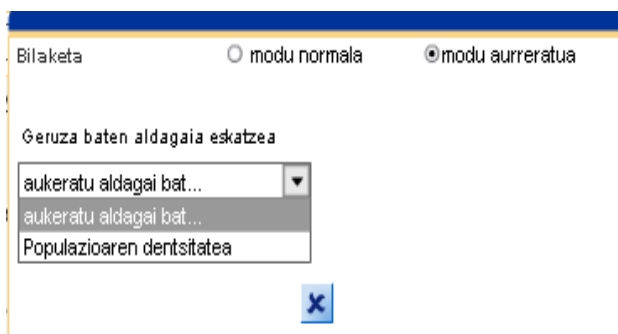 Bilaketa modu normala modu aurreratua
Geruza baten aldagaia eskatzea
aukeratu aldagai bat...
aukeratu aldagai bat...
Populazioaren dentsitatea